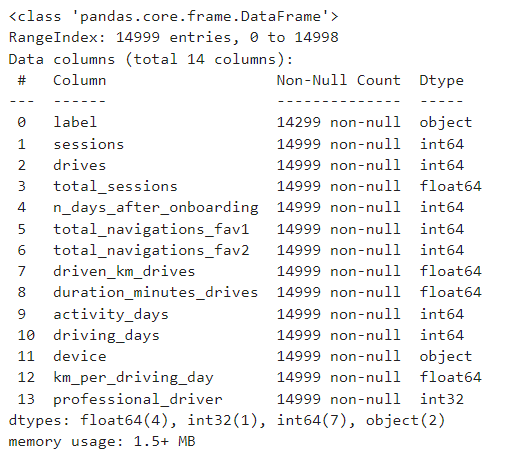 <class 'pandas.core.frame.DataFrame'>
RangeIndex: 14999 entries, 0 to 14998
Data columns (total 14 columns):
 #   Column                   Non-Null Count  Dtype
---  ------                   --------------  -----
 0   label                    14299 non-null  object
 1   sessions                 14999 non-null  int64
 2   drives                   14999 non-null  int64
 3   total_sessions           14999 non-null  float64
 4   n_days_after_onboarding  14999 non-null  int64
 5   total_navigations_fav1   14999 non-null  int64
 6   total_navigations_fav2   14999 non-null  int64
 7   driven_km_drives         14999 non-null  float64
 8   duration_minutes_drives  14999 non-null  float64
 9   activity_days            14999 non-null  int64
 10  driving_days             14999 non-null  int64
 11  device                   14999 non-null  object
 12  km_per_driving_day       14999 non-null  float64
 13  professional_driver      14999 non-null  int32
dtypes: float64(4), int32(1), int64(7), object(2)
memory usage: 1.5+ MB